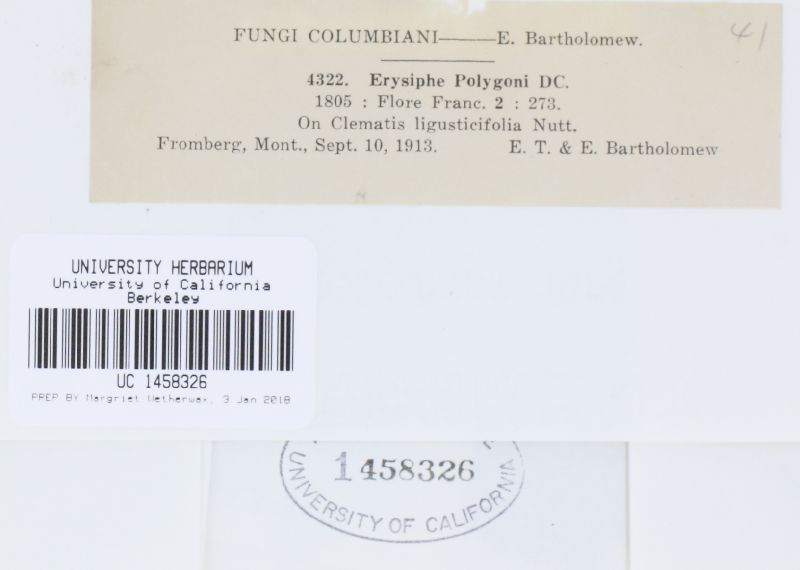 FUNGI COLUMBIANI——E. Bartholomew.
41
4322. Erysiphe Polygoni DC.
1805 : Flore Franc. 2 : 273.
On Clematis ligusticifolia Nutt.
Fromberg, Mont., Sept. 10, 1913. E. T. & E. Bartholomew
UNIVERSITY HERBARIUM
University of California
Berkeley
UC 1458326
PREP BY Margriet Wetherwax, 3 Jan 2018
1458326
UNIVERSITY OF CALIFORNIA